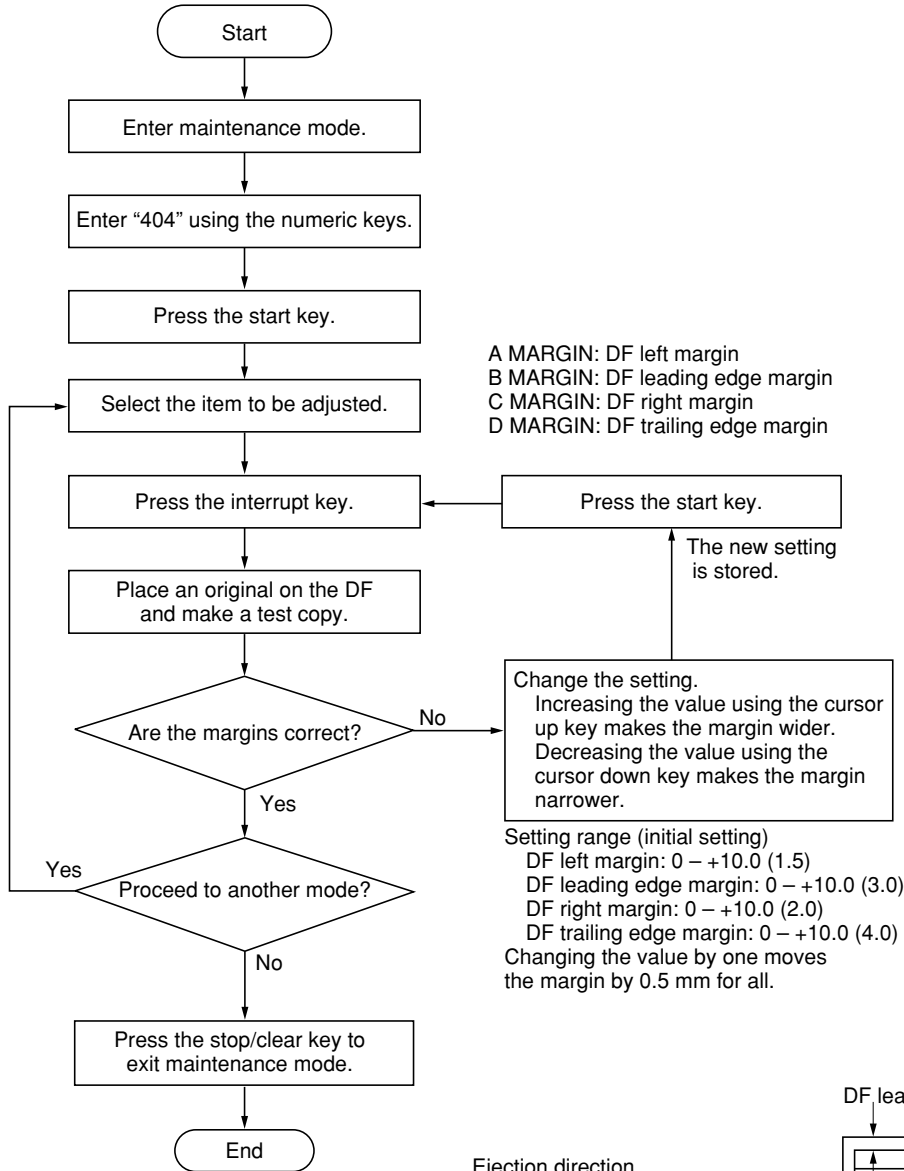 Start
Enter maintenance mode.
Enter “404” using the numeric keys.
Press the start key.
A MARGIN: DF left margin
B MARGIN: DF leading edge margin
C MARGIN: DF right margin
D MARGIN: DF trailing edge margin
Select the item to be adjusted.
Press the interrupt key.
Press the start key.
The new setting
is stored.
Place an original on the DF
and make a test copy.
Are the margins correct?
No
Change the setting.
Increasing the value using the cursor
up key makes the margin wider.
Decreasing the value using the
cursor down key makes the margin
narrower.
Yes
Setting range (initial setting)
DF left margin: 0 – +10.0 (1.5)
DF leading edge margin: 0 – +10.0 (3.0)
DF right margin: 0 – +10.0 (2.0)
DF trailing edge margin: 0 – +10.0 (4.0)
Changing the value by one moves
the margin by 0.5 mm for all.
Yes
Proceed to another mode?
No
Press the stop/clear key to
exit maintenance mode.
End
DF lea
Ejection direction